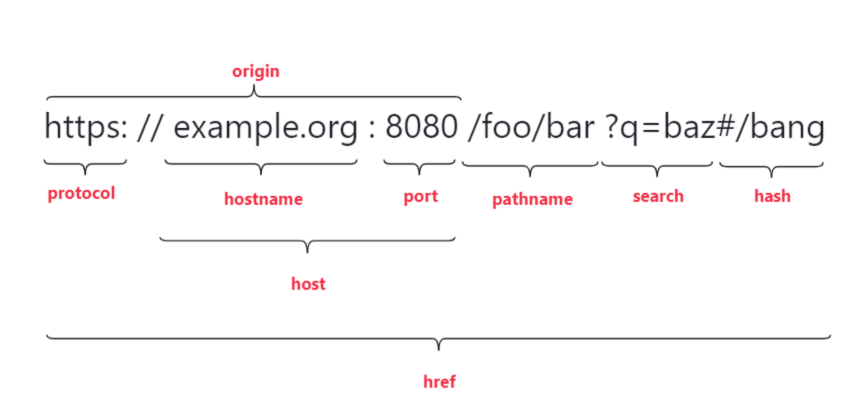 origin
https: // example.org : 8080 /foo/bar ?q=baz#/bang
protocol hostname port pathname search hash
host
href